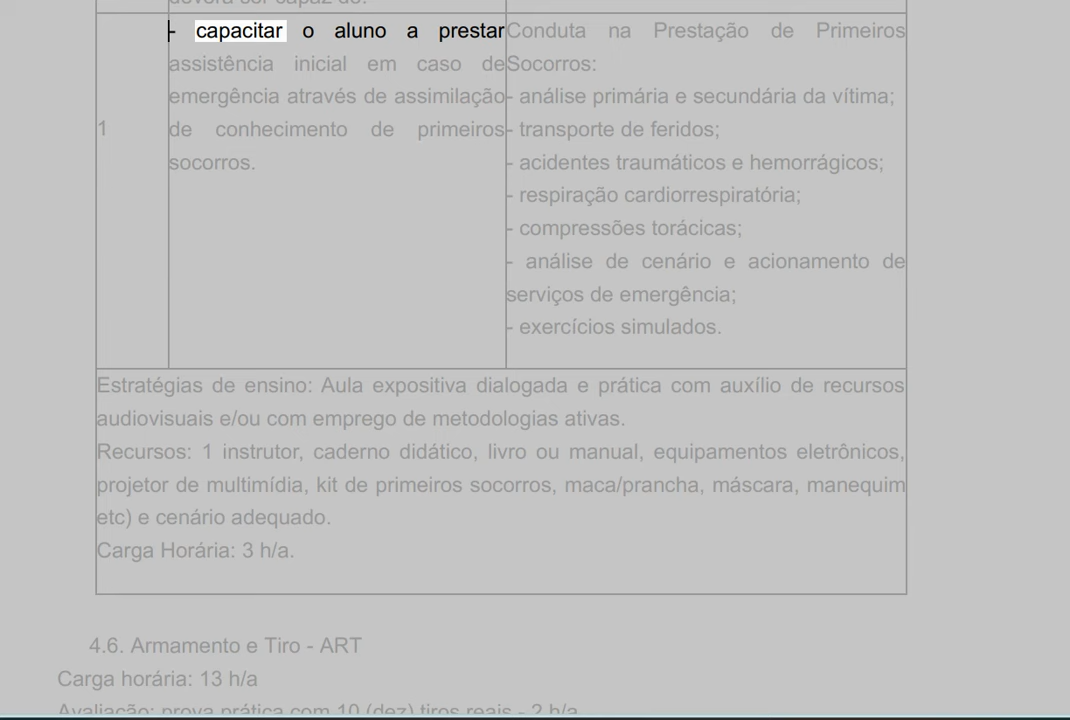 deverá ser capaz de:
- capacitar o aluno a prestar
assistência inicial em caso de
emergência através de assimilação
de conhecimento de primeiros
socorros.
1
Conduta na Prestação de Primeiros
Socorros:
- análise primária e secundária da vítima;
- transporte de feridos;
- acidentes traumáticos e hemorrágicos;
- respiração cardiorrespiratória;
- compressões torácicas;
- análise de cenário e acionamento de
serviços de emergência;
- exercícios simulados.
Estratégias de ensino: Aula expositiva dialogada e prática com auxílio de recursos
audiovisuais e/ou com emprego de metodologias ativas.
Recursos: 1 instrutor, caderno didático, livro ou manual, equipamentos eletrônicos,
projetor de multimídia, kit de primeiros socorros, maca/prancha, máscara, manequim
etc) e cenário adequado.
Carga Horária: 3 h/a.
4.6. Armamento e Tiro - ART
Carga horária: 13 h/a
Avaliação: prova prática com 10 (dez) tiros reais - 2 h/a